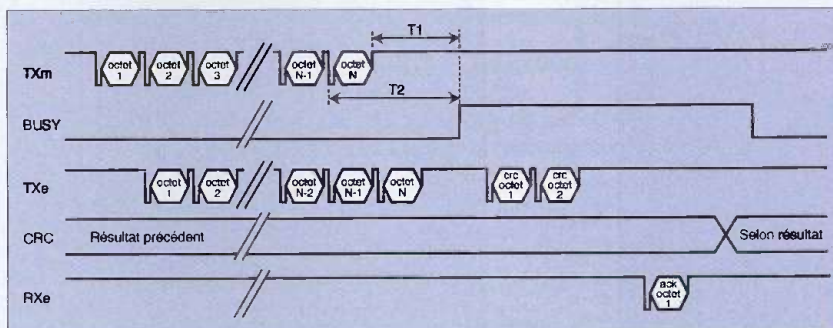 T1
TXm
octet 1
octet 2
octet 3
octet N-1
octet N
T2
BUSY
TXe
octet 1
octet 2
octet N-2
octet N-1
octet N
crc octet 1
crc octet 2
CRC
Résultat précédent
Selon résultat
RXe
ack octet 1